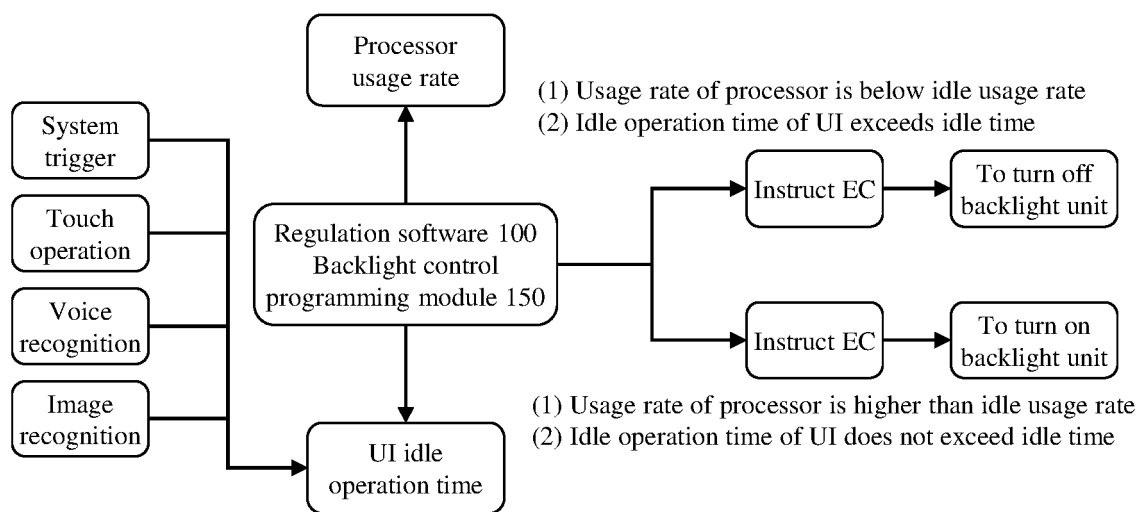 Processor
usage rate
(1) Usage rate of processor is below idle usage rate
(2) Idle operation time of UI exceeds idle time
System
trigger
Touch
operation
Voice
recognition
Image
recognition
Regulation software 100
Backlight control
programming module 150
Instruct EC
To turn off
backlight unit
Instruct EC
To turn on
backlight unit
(1) Usage rate of processor is higher than idle usage rate
(2) Idle operation time of UI does not exceed idle time
UI idle
operation time